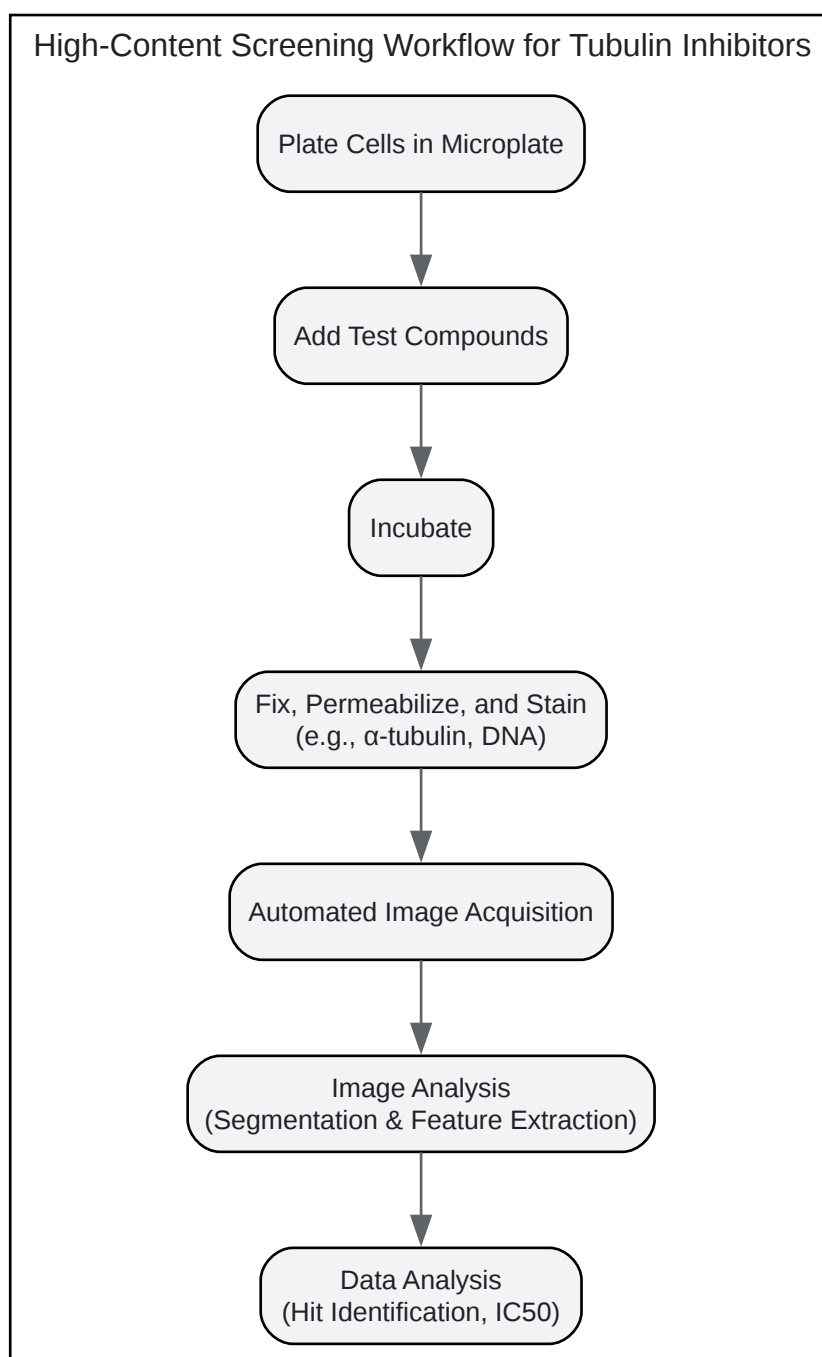 High-Content Screening Workflow for Tubulin Inhibitors
Plate Cells in Microplate
Add Test Compounds
Incubate
Fix, Permeabilize, and Stain
(e.g., α-tubulin, DNA)
Automated Image Acquisition
Image Analysis
(Segmentation & Feature Extraction)
Data Analysis
(Hit Identification, IC50)